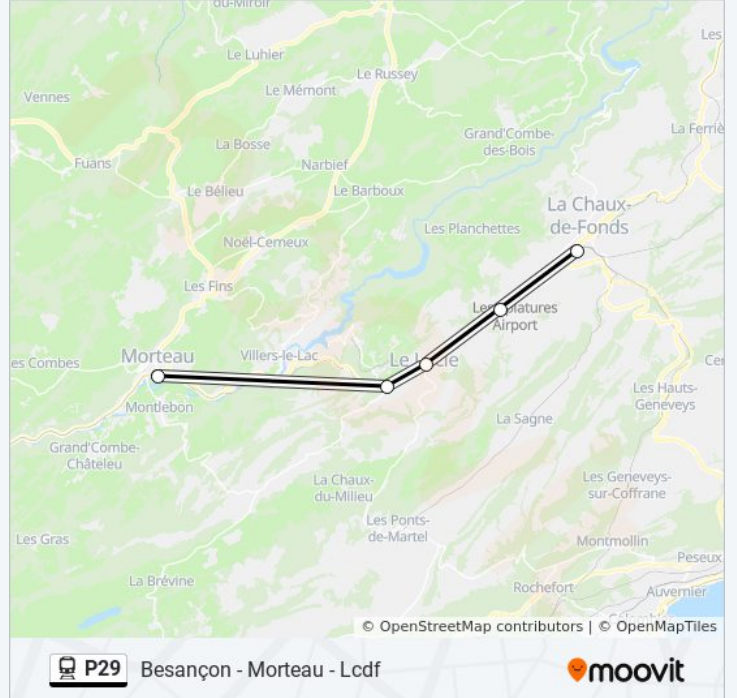 du-Miroir
Le Luhier
Les
Le Russey
Le Mémont
Vennes
Grand'Combe-
des-Bois
La Ferriè
La Bosse
Fuans
Narbief
Le Bélieu
Le Barboux
La Chaux-
de-Fonds
Les Planchettes
Noël-Cerneux
Les Fins
Airport
es Combes
Morteau
Villers-le-Lac
Cer
Montlebon
Les Hauts-
Geneveys
La Sagne
Grand'Combe-
Châteleu
La Chaux-
du-Milieu
Les Geneveys-
sur-Coffrane
Les Ponts-
de-Martel
Les Gras
Montmollin
Peseux
La Brévine
Rochefort
Auvernier
© OpenStreetMap contributors | © OpenMapTiles
P29 Besançon - Morteau - Lcdf
moovit